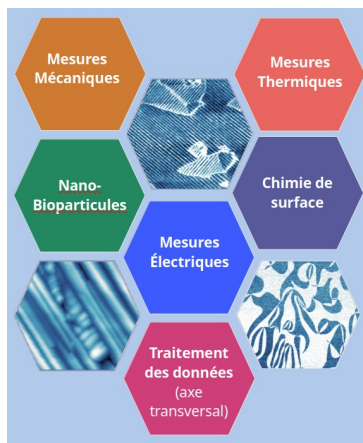 Mesures
Mécaniques
Mesures
Thermiques
Nano-
Bioparticules
Chimie de
surface
Mesures
Électriques
Traitement
des données
(axe
transversal)